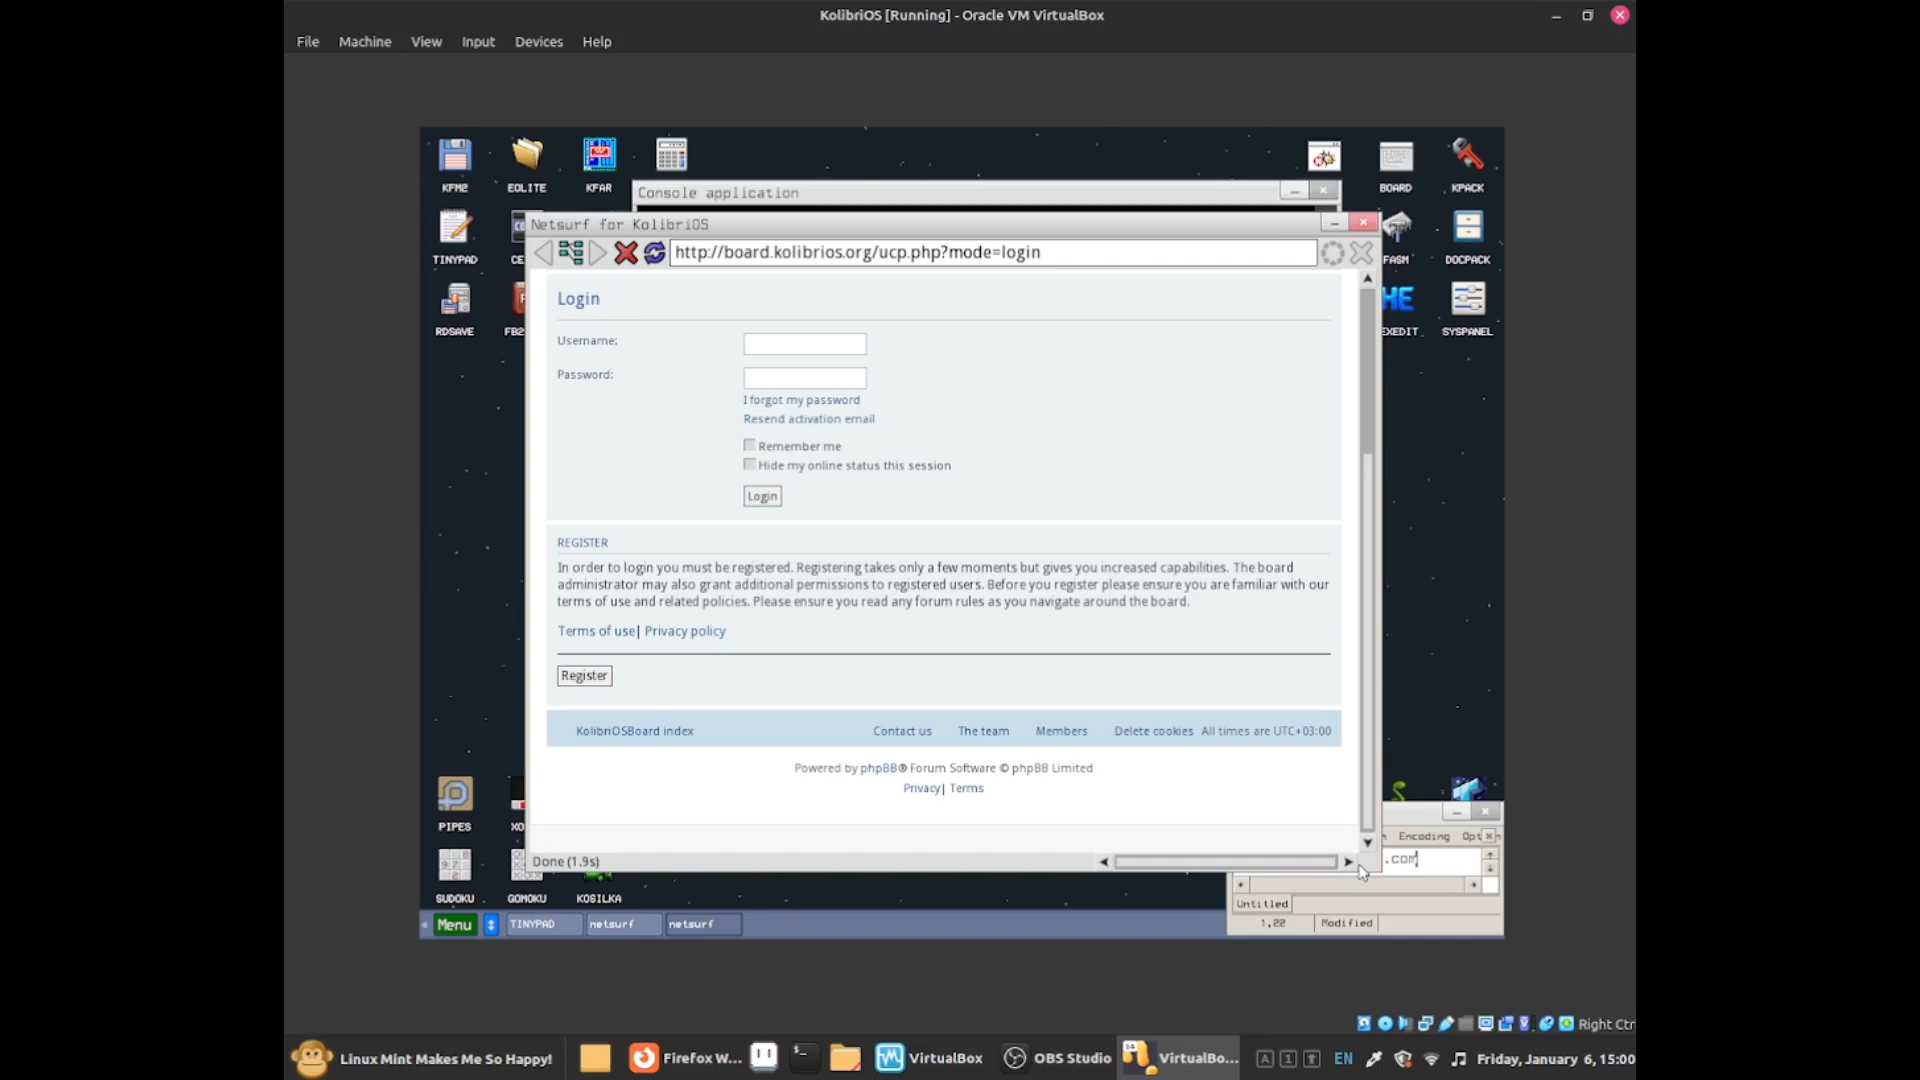 KolibriOS [Running] - Oracle VM VirtualBox
File Machine View Input Devices Help
KFM2 EOLITE KFAR BOARD KPACK
Console application
Netsurf for KolibriOS
http://board.kolibrios.org/ucp.php?mode=login
TINYPAD FASM DOCPACK
RDSAVE SYSPANEL
Login
Username:
Password:
I forgot my password
Resend activation email
Remember me
Hide my online status this session
Login
REGISTER
In order to login you must be registered. Registering takes only a few moments but gives you increased capabilities. The board
administrator may also grant additional permissions to registered users. Before you register please ensure you are familiar with our
terms of use and related policies. Please ensure you read any forum rules as you navigate around the board.
Terms of use| Privacy policy
Register
KolibriOSBoard index Contact us The team Members Delete cookies All times are UTC+03:00
Powered by phpBB® Forum Software © phpBB Limited
Privacy| Terms
Done (1.9s)
PIPES
SUDOKU GOMOKU KOSILKA
Encoding
.com
Untitled
1,22 Modified
Menu TINYPAD netsurf netsurf
Right Ctr
Linux Mint Makes Me So Happy! Firefox W... VirtualBox OBS Studio VirtualBo... A 1 EN Friday, January 6, 15:00